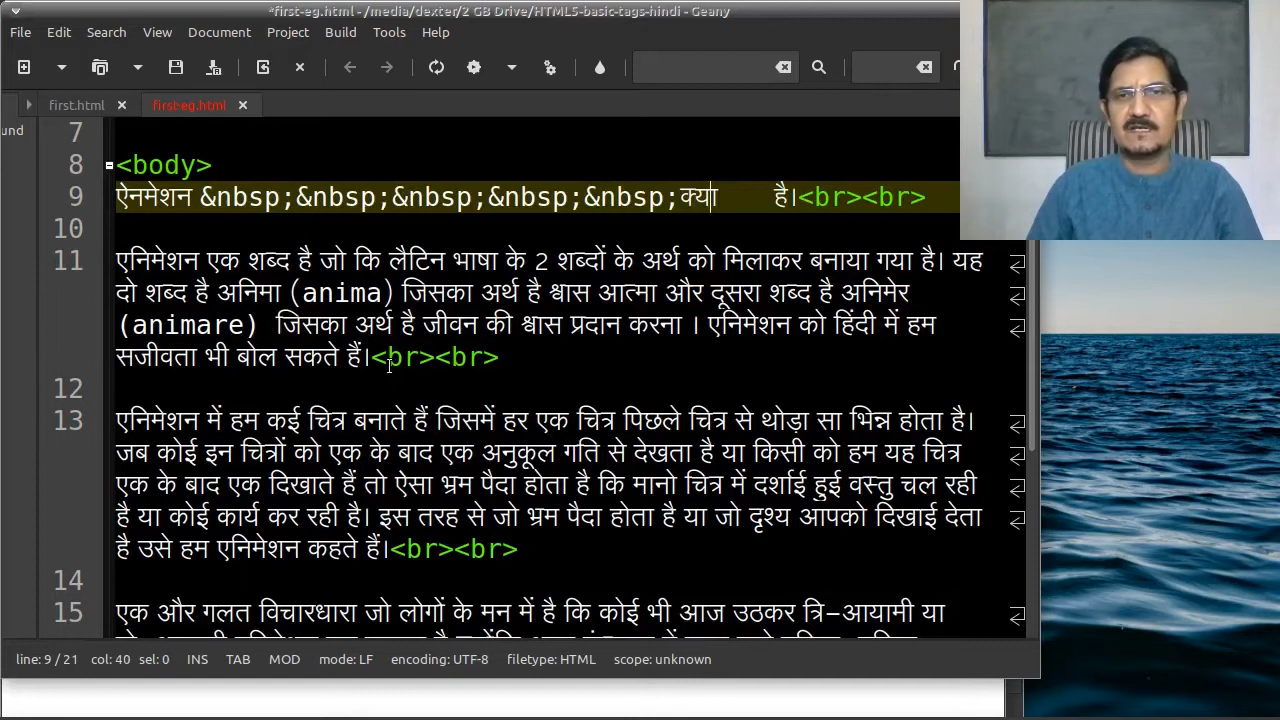 *first-eg.html - /media/dexter/2 GB Drive/HTML5-basic-tags-hindi - Geany
File Edit Search View Document Project Build Tools Help
first.html first-eg.html
und
7
8 <body>
9 ऐनमेशन &nbsp;&nbsp;&nbsp;&nbsp;&nbsp;क्या है।<br><br>
10
11 एनिमेशन एक शब्द है जो कि लैटिन भाषा के 2 शब्दों के अर्थ को मिलाकर बनाया गया है। यह
दो शब्द है अनिमा (anima) जिसका अर्थ है श्वास आत्मा और दूसरा शब्द है अनिमेर
(animare) जिसका अर्थ है जीवन की श्वास प्रदान करना । एनिमेशन को हिंदी में हम
सजीवता भी बोल सकते हैं।<br><br>
12
13 एनिमेशन में हम कई चित्र बनाते हैं जिसमें हर एक चित्र पिछले चित्र से थोड़ा सा भिन्न होता है।
जब कोई इन चित्रों को एक के बाद एक अनुकूल गति से देखता है या किसी को हम यह चित्र
एक के बाद एक दिखाते हैं तो ऐसा भ्रम पैदा होता है कि मानो चित्र में दर्शाई हुई वस्तु चल रही
है या कोई कार्य कर रही है। इस तरह से जो भ्रम पैदा होता है या जो दृश्य आपको दिखाई देता
है उसे हम एनिमेशन कहते हैं।<br><br>
14
15 एक और गलत विचारधारा जो लोगों के मन में है कि कोई भी आज उठकर त्रि-आयामी या
line: 9 / 21 col: 40 sel: 0 INS TAB MOD mode: LF encoding: UTF-8 filetype: HTML scope: unknown